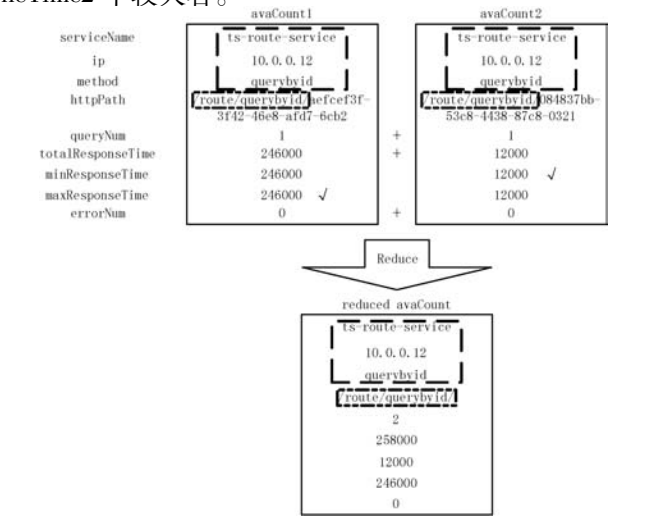 avaCount1 avaCount2
serviceName ts-route-service ts-route-service
ip 10.0.0.12 10.0.0.12
method querybyid querybyid
httpPath /route/querybyid/aefcef3f- /route/querybyid/084837bb-
3f42-46e8-afd7-6cb2 53c8-4438-87c8-0321
queryNum 1 + 1
totalResponseTime 246000 + 12000
minResponseTime 246000 12000 √
maxResponseTime 246000 √ 12000
errorNum 0 + 0
Reduce
reduced avaCount
ts-route-service
10.0.0.12
querybyid
/route/querybyid/
2
258000
12000
246000
0